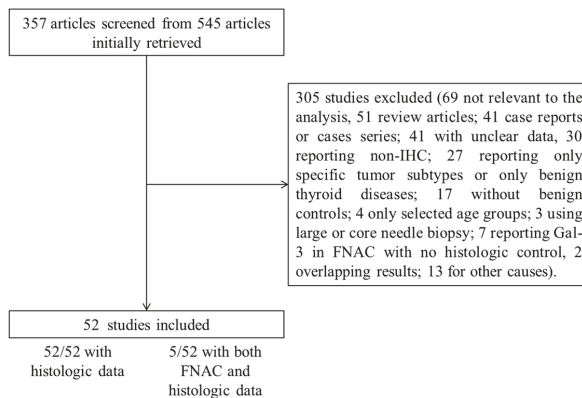 357 articles screened from 545 articles
initially retrieved
305 studies excluded (69 not relevant to the
analysis, 51 review articles; 41 case reports
or cases series; 41 with unclear data, 30
reporting non-IHC; 27 reporting only
specific tumor subtypes or only benign
thyroid diseases; 17 without benign
controls; 4 only selected age groups; 3 using
large or core needle biopsy; 7 reporting Gal-
3 in FNAC with no histologic control, 2
overlapping results; 13 for other causes).
52 studies included
52/52 with
histologic data
5/52 with both
FNAC and
histologic data